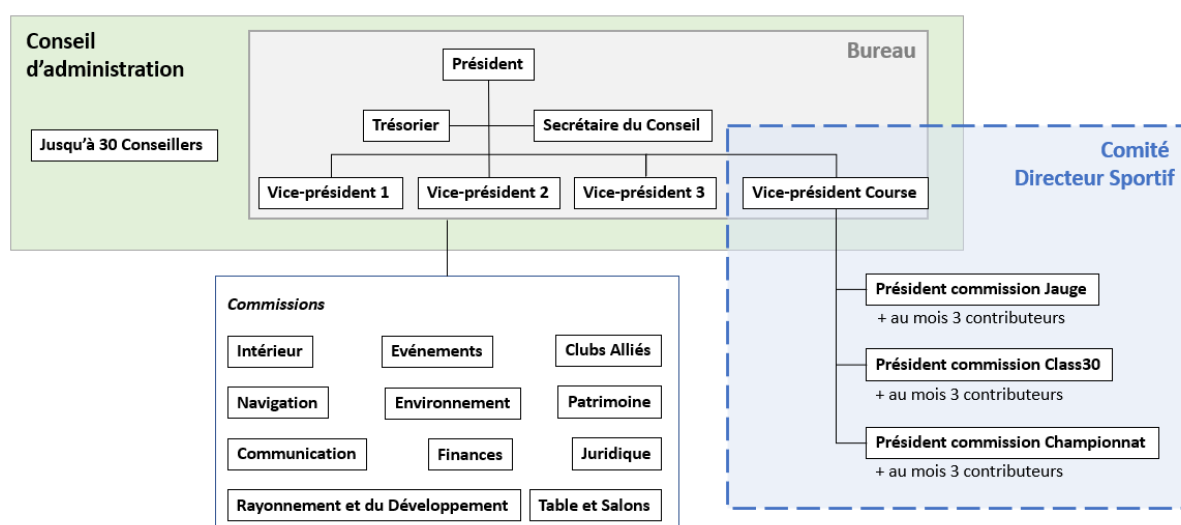 Conseil
d'administration
Bureau
Président
Trésorier
Secrétaire du Conseil
Jusqu'à 30 Conseillers
Comité
Directeur Sportif
Vice-président 1
Vice-président 2
Vice-président 3
Vice-président Course
Commissions
Intérieur
Evénements
Clubs Alliés
Navigation
Environnement
Patrimoine
Communication
Finances
Juridique
Rayonnement et du Développement
Table et Salons
Président commission Jauge
+ au mois 3 contributeurs
Président commission Class30
+ au mois 3 contributeurs
Président commission Championnat
+ au mois 3 contributeurs